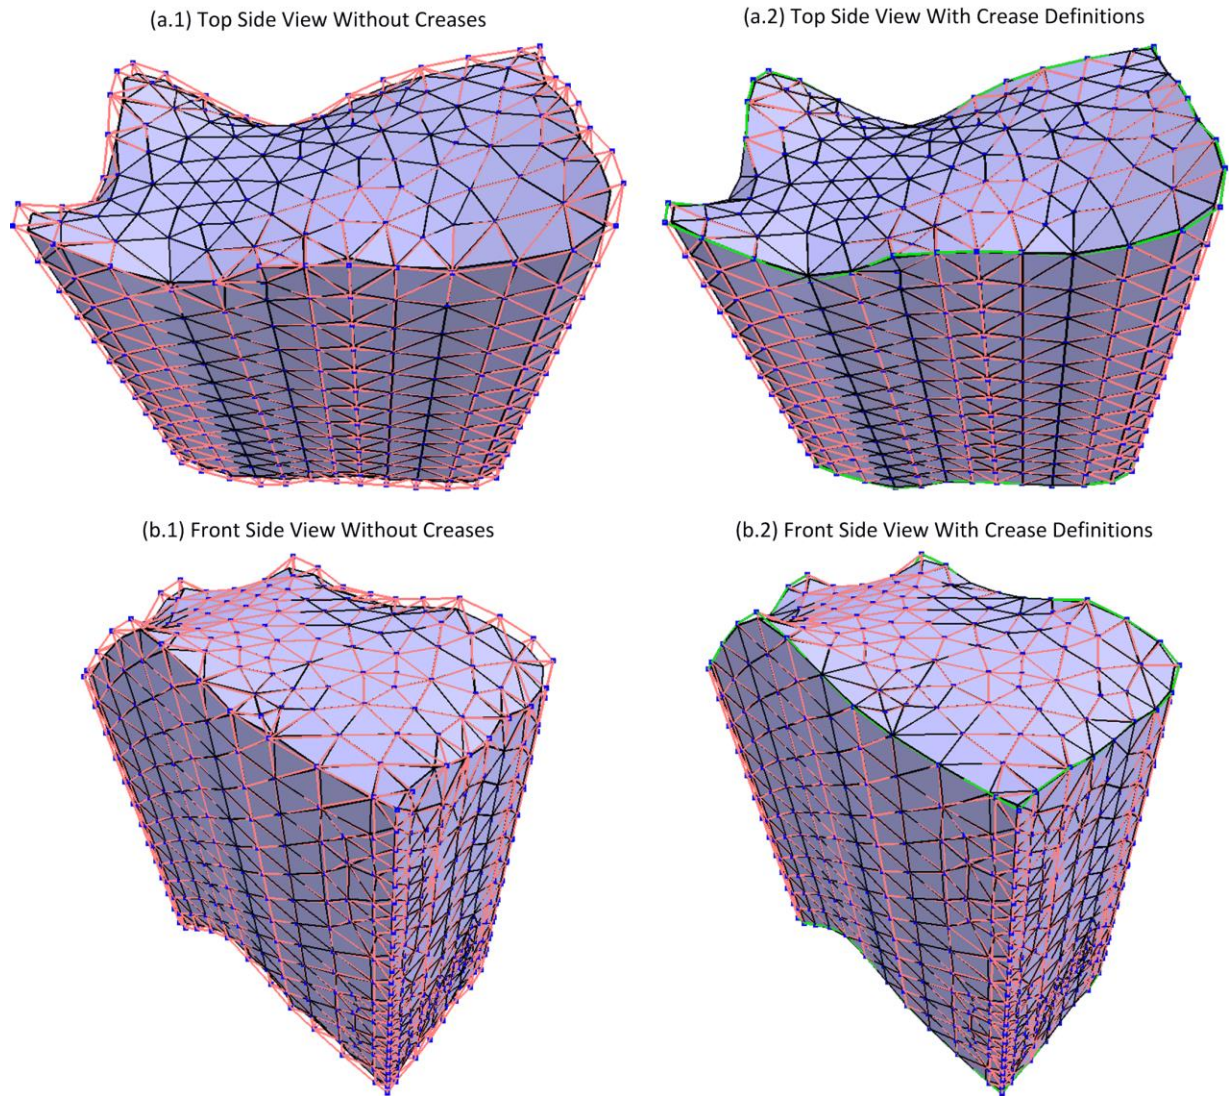 (a.1) Top Side View Without Creases
(a.2) Top Side View With Crease Definitions
(b.1) Front Side View Without Creases
(b.2) Front Side View With Crease Definitions